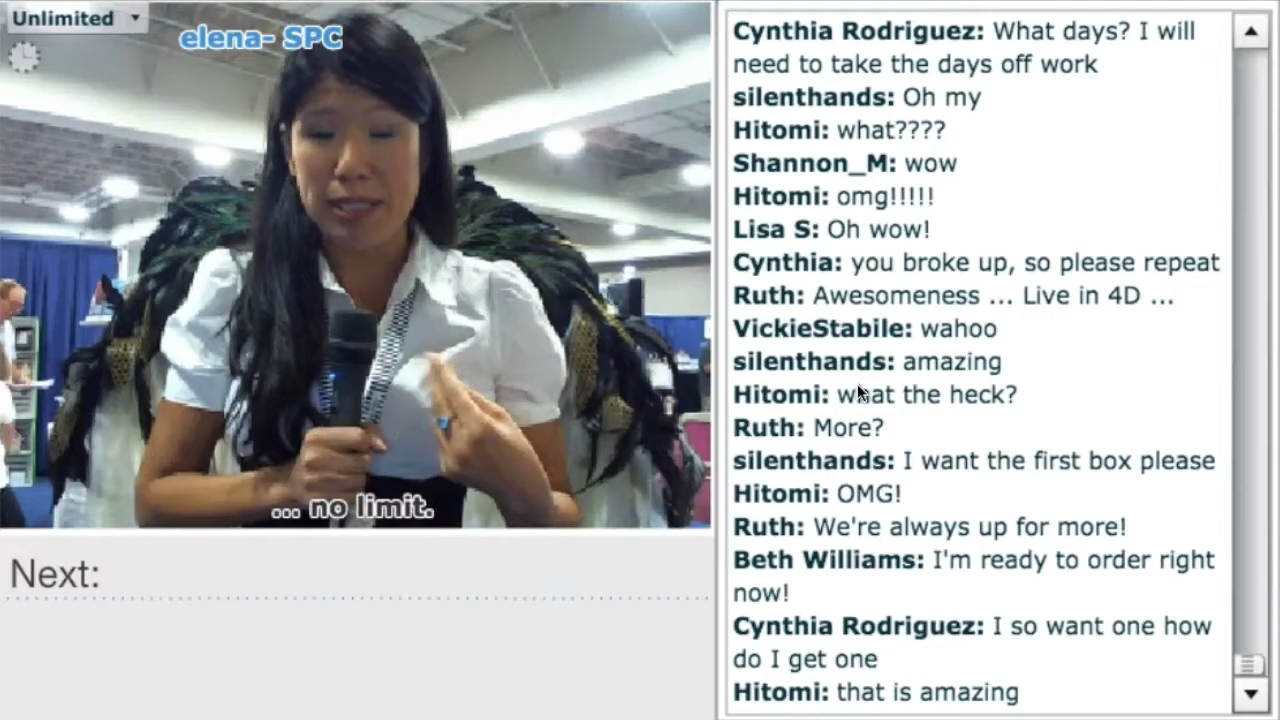 Unlimited
elena- SPC
... no limit.
Next:
Cynthia Rodriguez: What days? I will
need to take the days off work
silenthands: Oh my
Hitomi: what????
Shannon_M: wow
Hitomi: omg!!!!!
Lisa S: Oh wow!
Cynthia: you broke up, so please repeat
Ruth: Awesomeness ... Live in 4D ...
VickieStabile: wahoo
silenthands: amazing
Hitomi: what the heck?
Ruth: More?
silenthands: I want the first box please
Hitomi: OMG!
Ruth: We're always up for more!
Beth Williams: I'm ready to order right
now!
Cynthia Rodriguez: I so want one how
do I get one
Hitomi: that is amazing